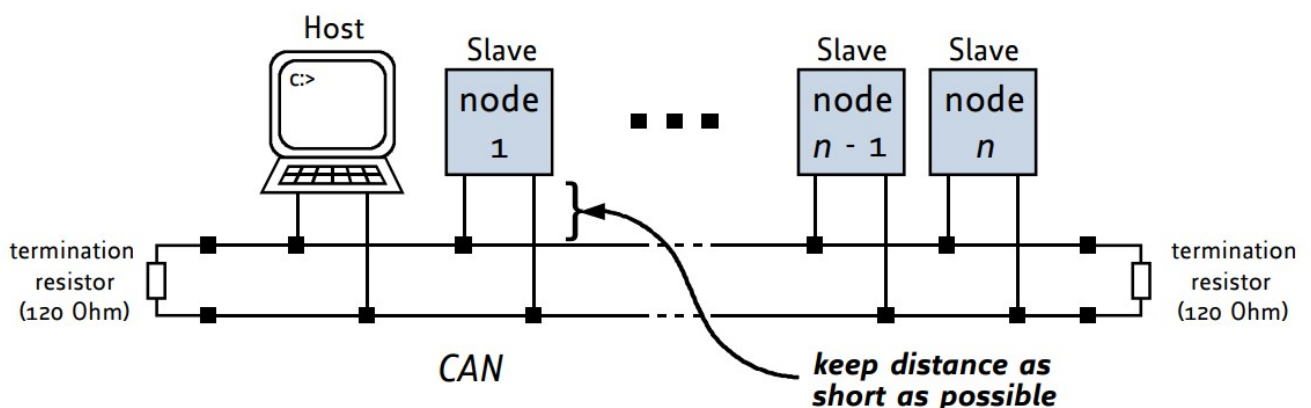 Host
c:>
Slave
node
1
Slave
node
n - 1
Slave
node
n
termination
resistor
(120 Ohm)
termination
resistor
(120 Ohm)
CAN
keep distance as
short as possible